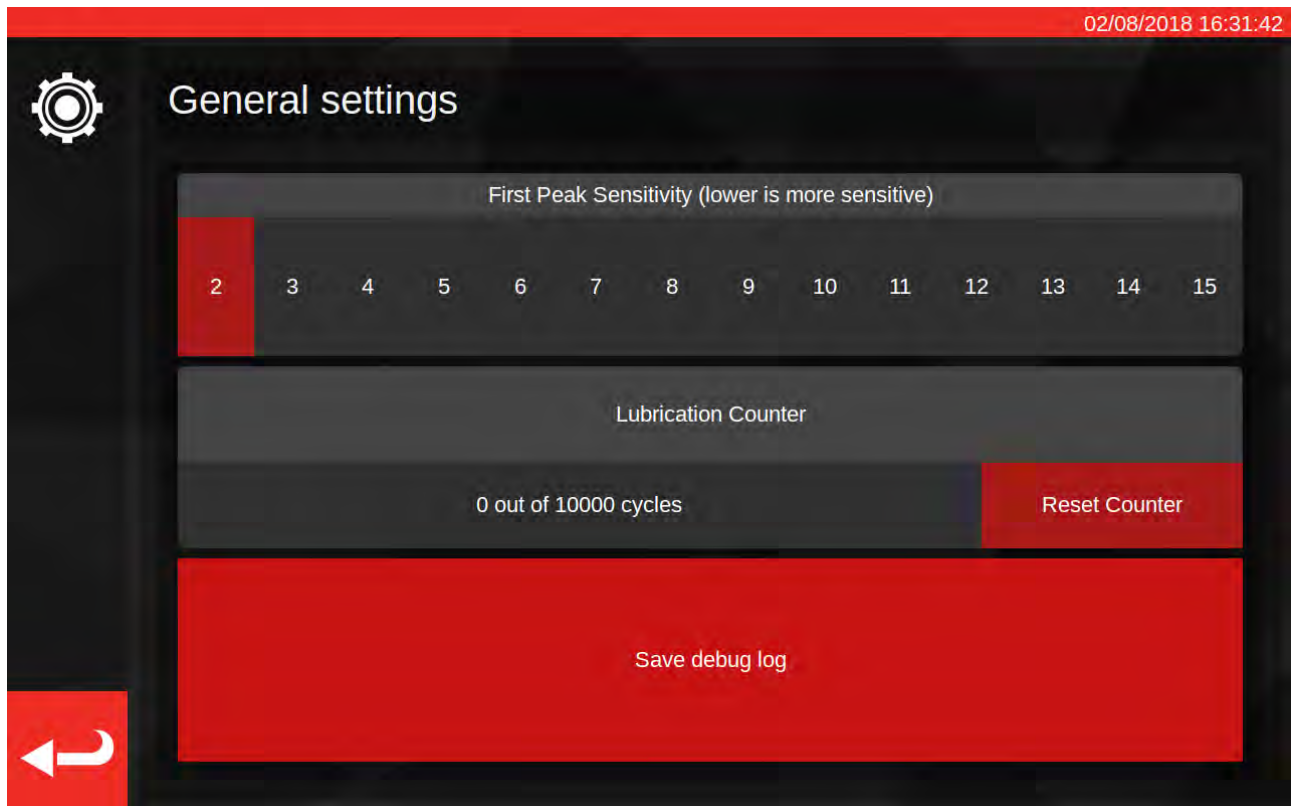 02/08/2018 16:31:42
General settings
First Peak Sensitivity (lower is more sensitive)
2 3 4 5 6 7 8 9 10 11 12 13 14 15
Lubrication Counter
0 out of 10000 cycles Reset Counter
Save debug log